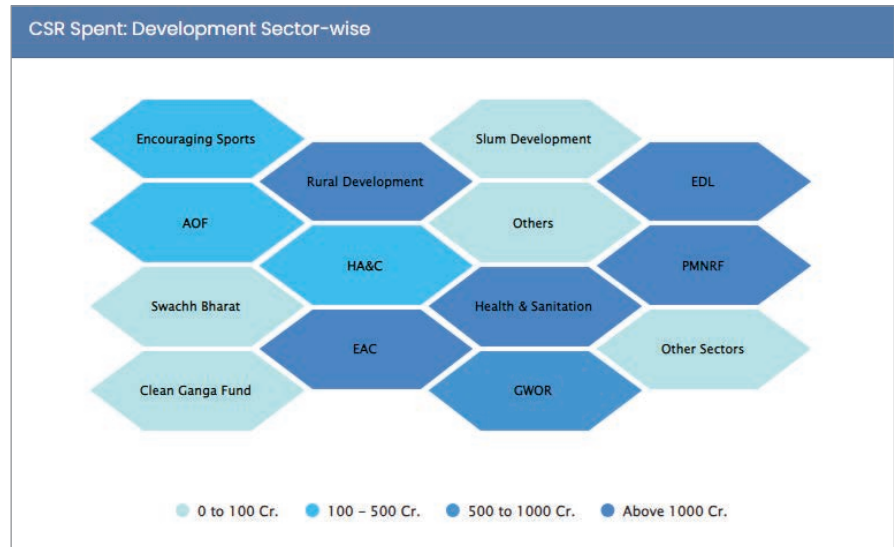 CSR Spent: Development Sector-wise
Encouraging Sports
Slum Development
Rural Development
EDL
AOF
Others
HA&C
PMNRF
Swachh Bharat
Health & Sanitation
EAC
Other Sectors
Clean Ganga Fund
GWOR
0 to 100 Cr.
100 – 500 Cr.
500 to 1000 Cr.
Above 1000 Cr.